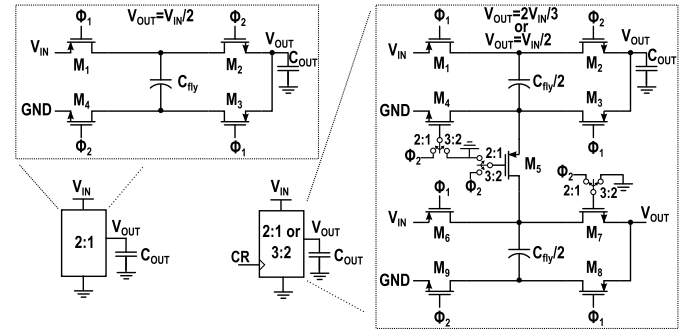 Φ1 VOUT=VIN/2 Φ2
VIN M1 M2 VOUT COUT
Cfly
GND M4 M3
Φ2 Φ1
VIN
2:1 VOUT COUT
VIN
CR 2:1 or 3:2 VOUT COUT
Φ1 VOUT=2VIN/3 or VOUT=VIN/2 Φ2
VIN M1 M2 VOUT COUT
Cfly/2
GND M4 M3
2:1 3:2 Φ1
Φ2 2:1 3:2 Φ2 M5
Φ2 2:1 3:2
Φ1
VIN M6 M7 VOUT
Cfly/2
GND M9 M8
Φ2 Φ1